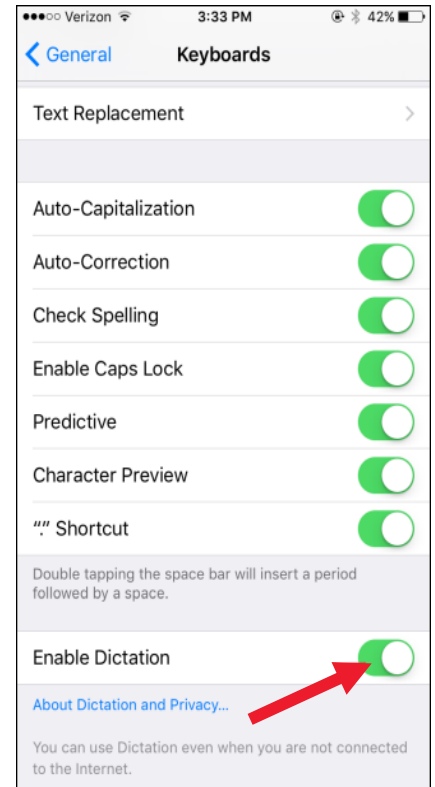 Verizon 3:33 PM 42%
General Keyboards
Text Replacement
Auto-Capitalization
Auto-Correction
Check Spelling
Enable Caps Lock
Predictive
Character Preview
“.” Shortcut
Double tapping the space bar will insert a period
followed by a space.
Enable Dictation
About Dictation and Privacy...
You can use Dictation even when you are not connected
to the Internet.